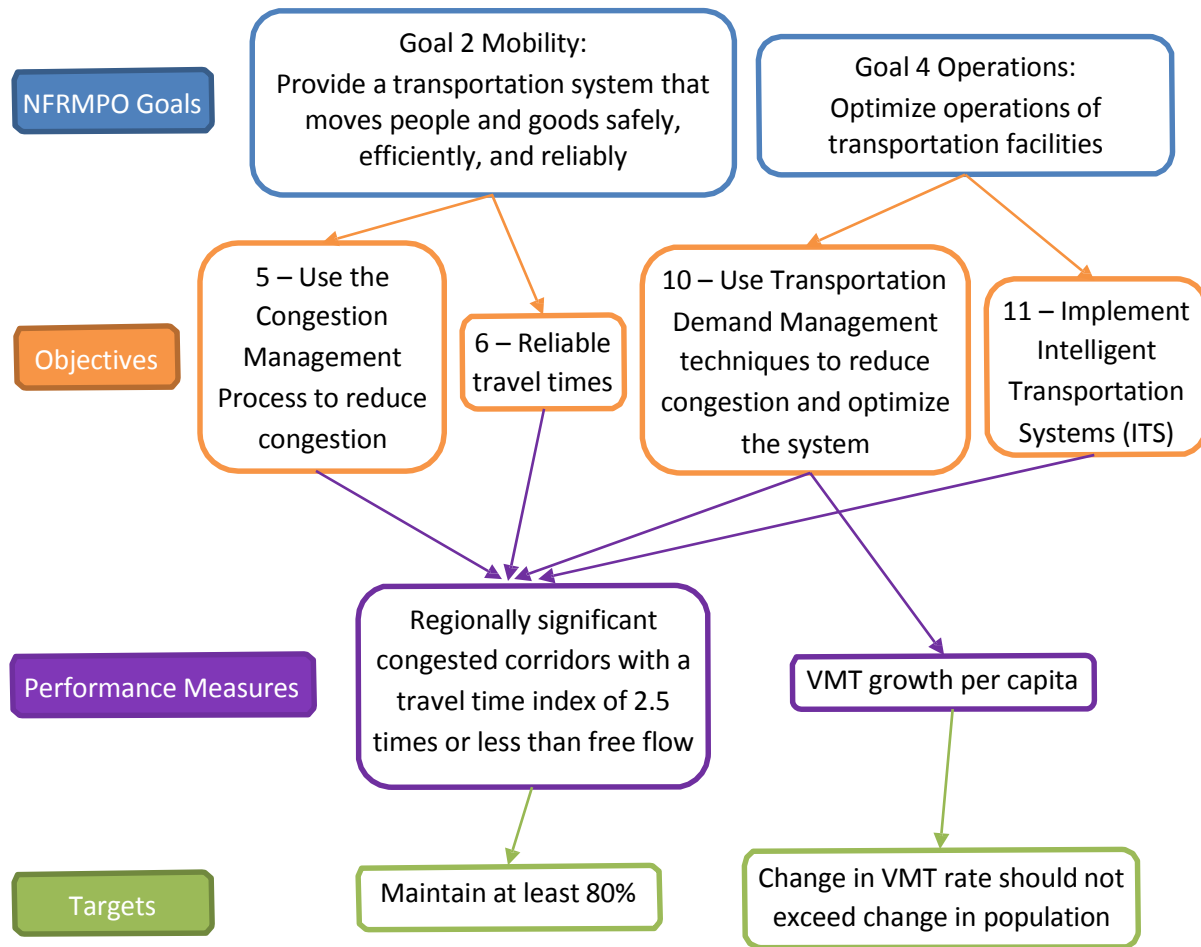 NFRMPO Goals
Goal 2 Mobility:
Provide a transportation system that
moves people and goods safely,
efficiently, and reliably
Goal 4 Operations:
Optimize operations of
transportation facilities
Objectives
5 – Use the
Congestion
Management
Process to reduce
congestion
6 – Reliable
travel times
10 – Use Transportation
Demand Management
techniques to reduce
congestion and optimize
the system
11 – Implement
Intelligent
Transportation
Systems (ITS)
Performance Measures
Regionally significant
congested corridors with a
travel time index of 2.5
times or less than free flow
VMT growth per capita
Targets
Maintain at least 80%
Change in VMT rate should not
exceed change in population